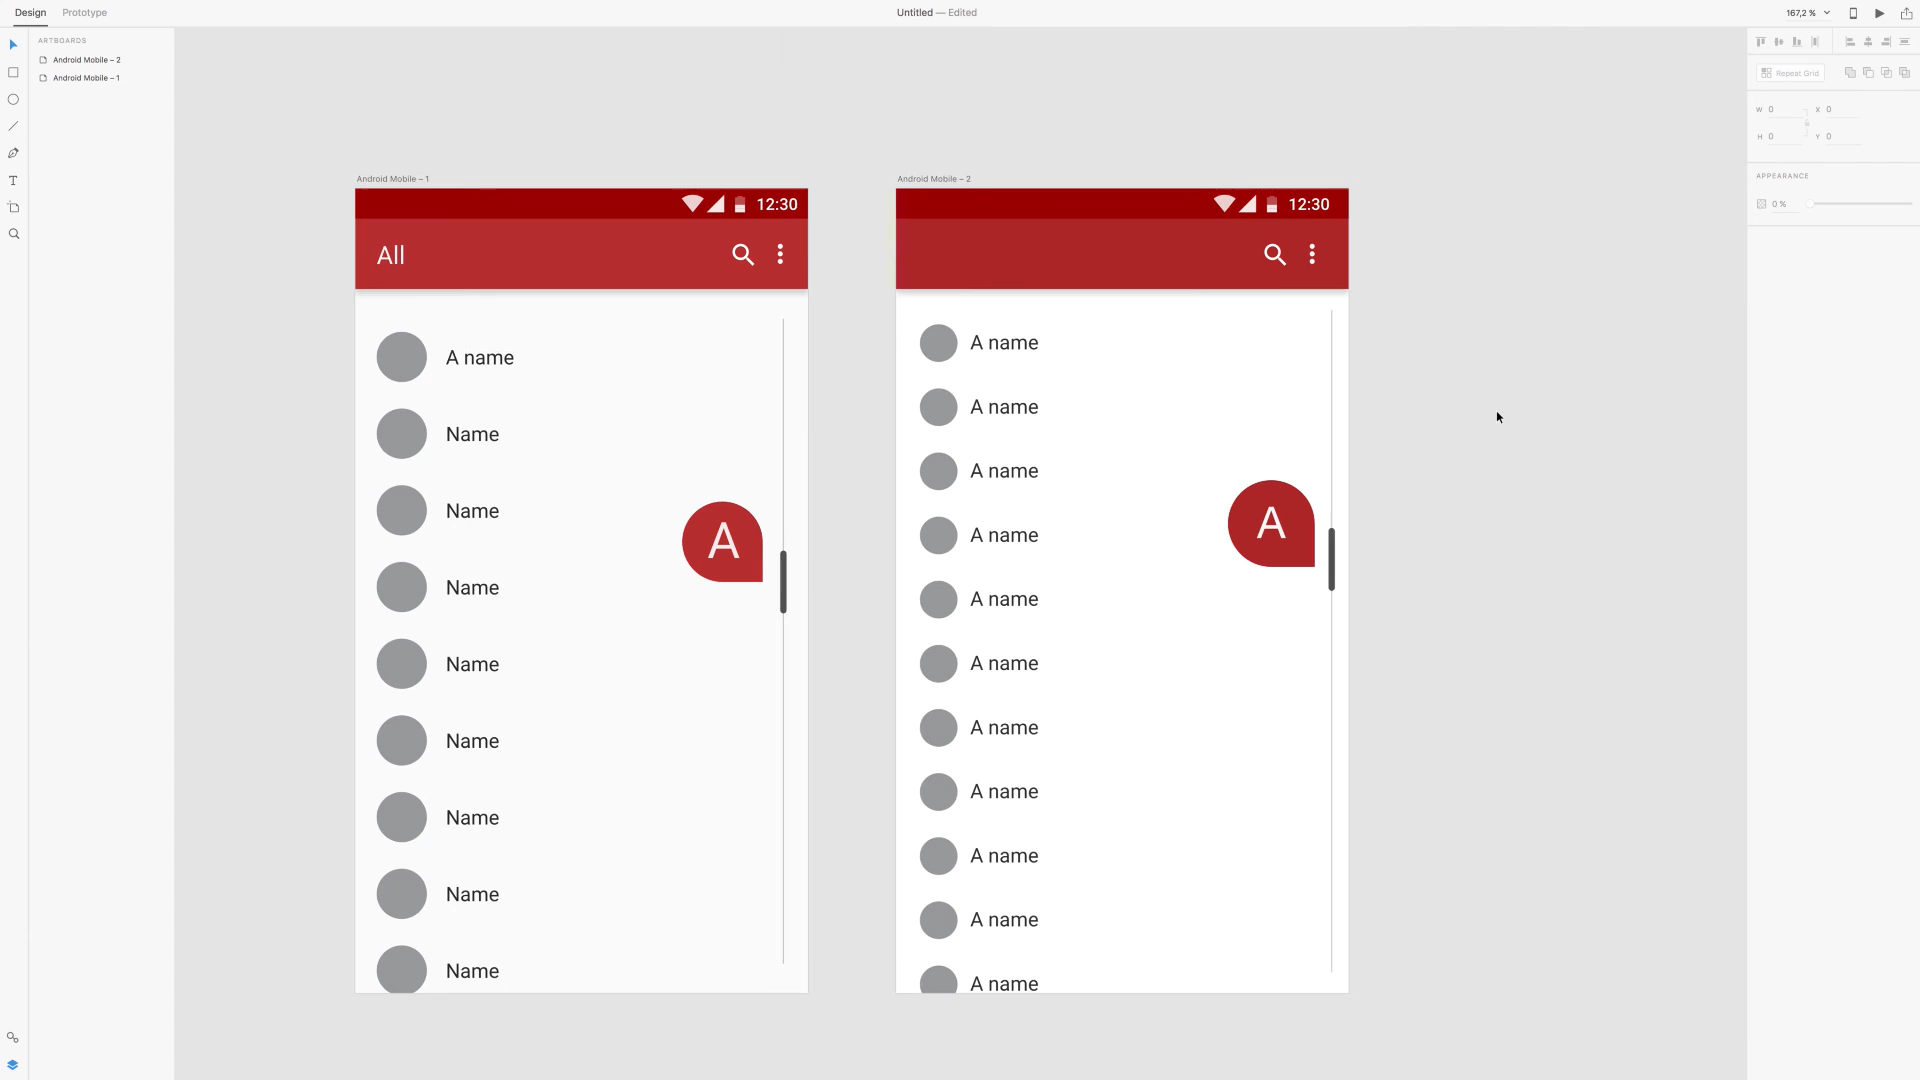 Design Prototype
Untitled — Edited
167,2 %
ARTBOARDS
Android Mobile – 2
Android Mobile – 1
Repeat Grid
W 0 X 0
H 0 Y 0
APPEARANCE
0 %
T
Android Mobile – 1
12:30
All
A name
Name
Name
Name
Name
Name
Name
Name
Name
A
Android Mobile – 2
12:30
A name
A name
A name
A name
A name
A name
A name
A name
A name
A name
A name
A